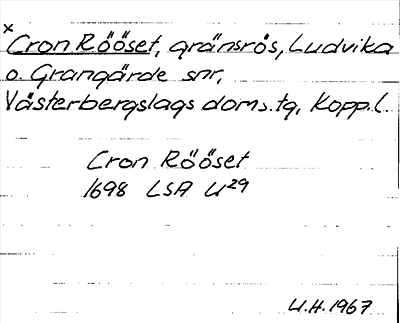 x
Cron Rööset, gränsrös, Ludvika
o. Grangärde snr,
Västerbergslags doms.tg, Kopp.l.
Cron Rööset
1698 LSA U29
U.H.1967